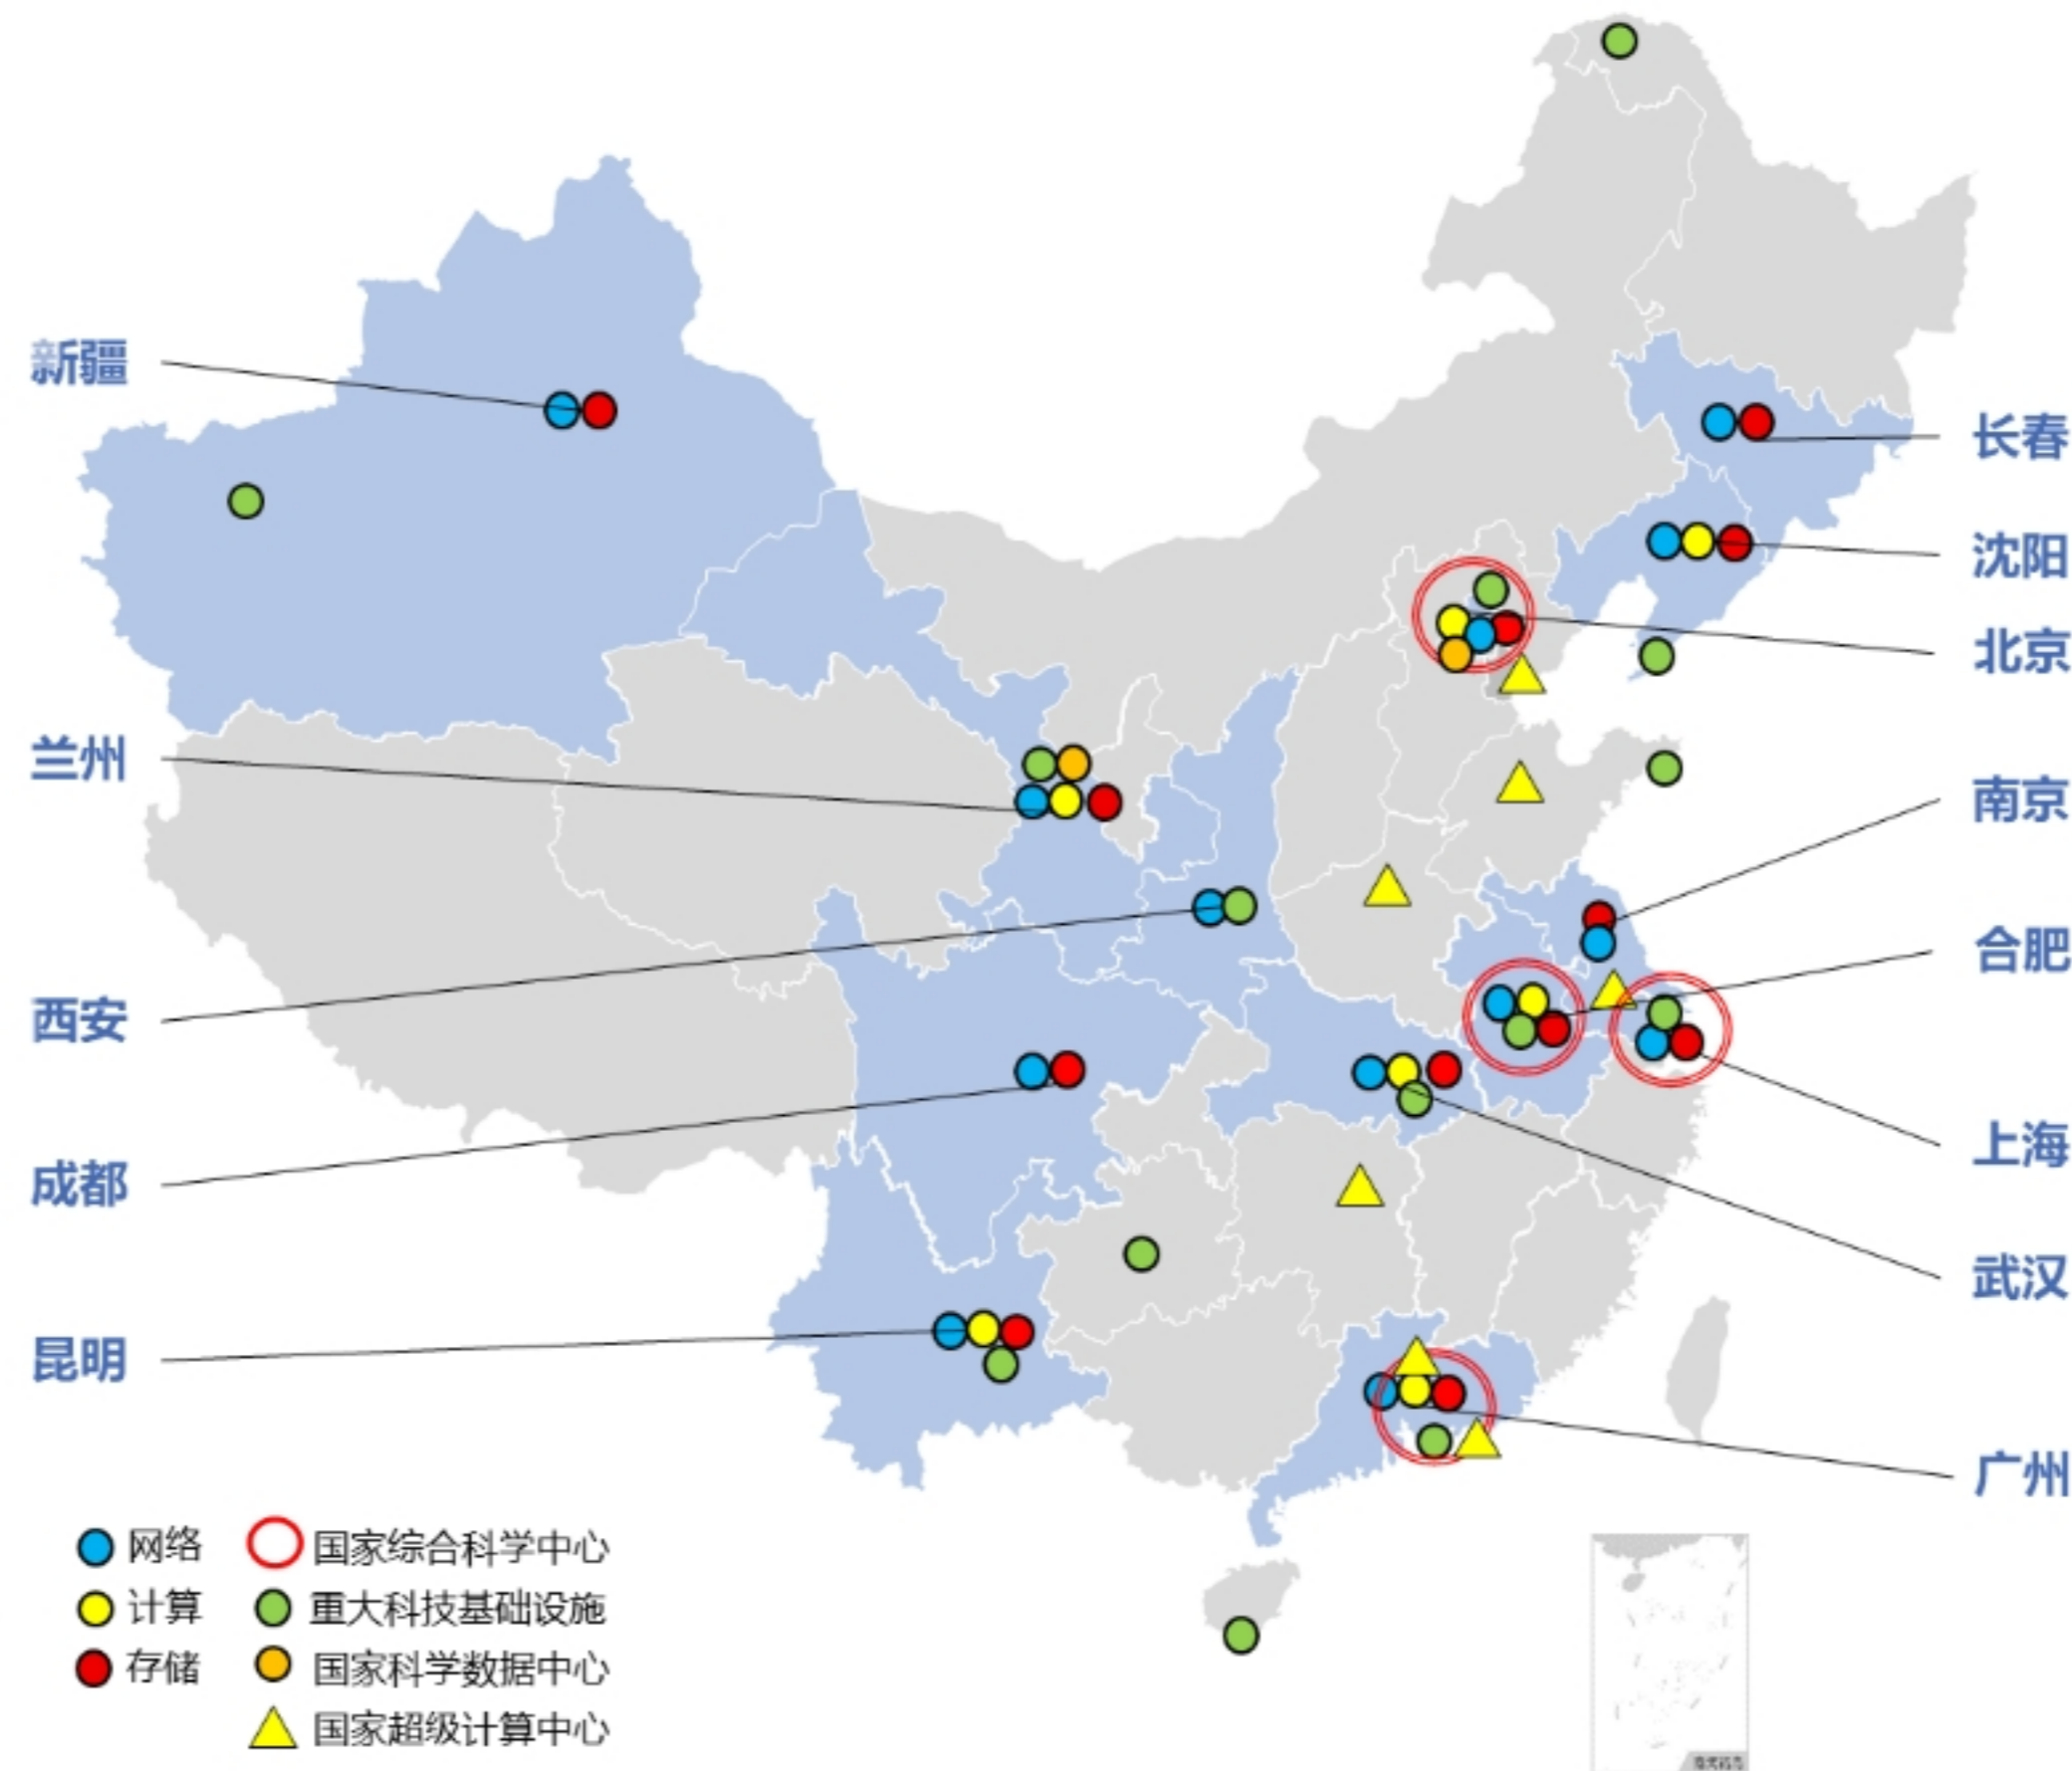 新疆
兰州
西安
成都
昆明
长春
沈阳
北京
南京
合肥
上海
武汉
广州
网络
国家综合科学中心
计算
重大科技基础设施
存储
国家科学数据中心
国家超级计算中心